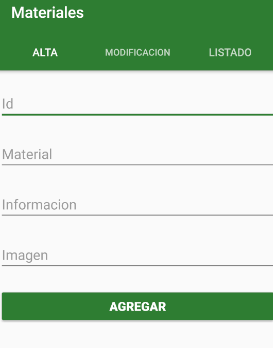 Materiales
ALTA MODIFICACION LISTADO
Id
Material
Informacion
Imagen
AGREGAR